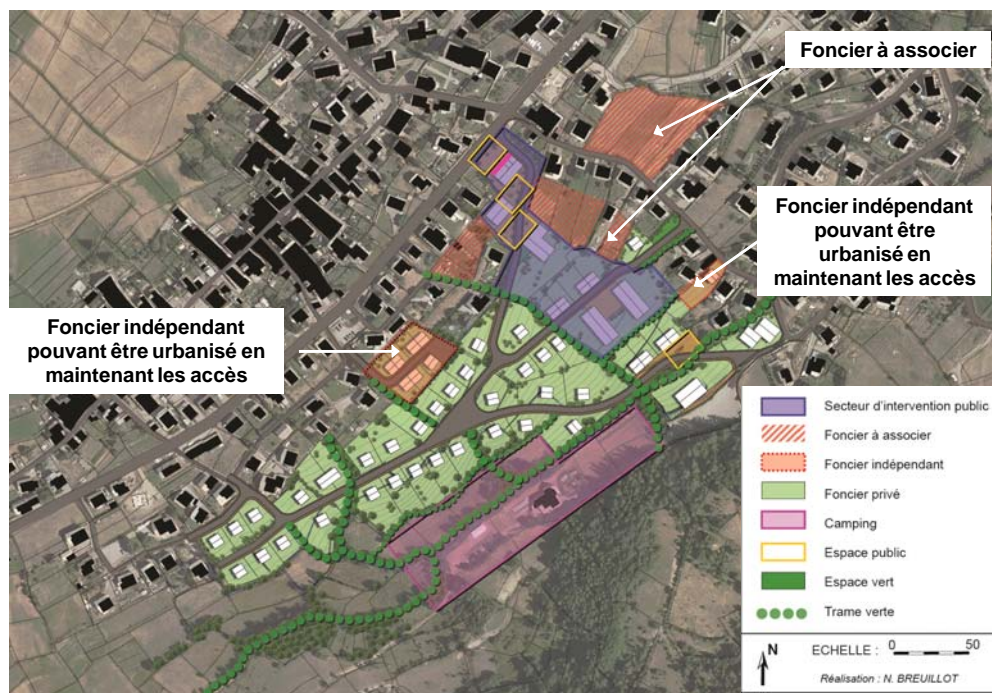 Foncier à associer
Foncier indépendant
pouvant être
urbanisé en
maintenant les accès
Foncier indépendant
pouvant être urbanisé en
maintenant les accès
Secteur d'intervention public
Foncier à associer
Foncier indépendant
Foncier privé
Camping
Espace public
Espace vert
Trame verte
N
ECHELLE : 0 50
Réalisation : N. BREUILLOT